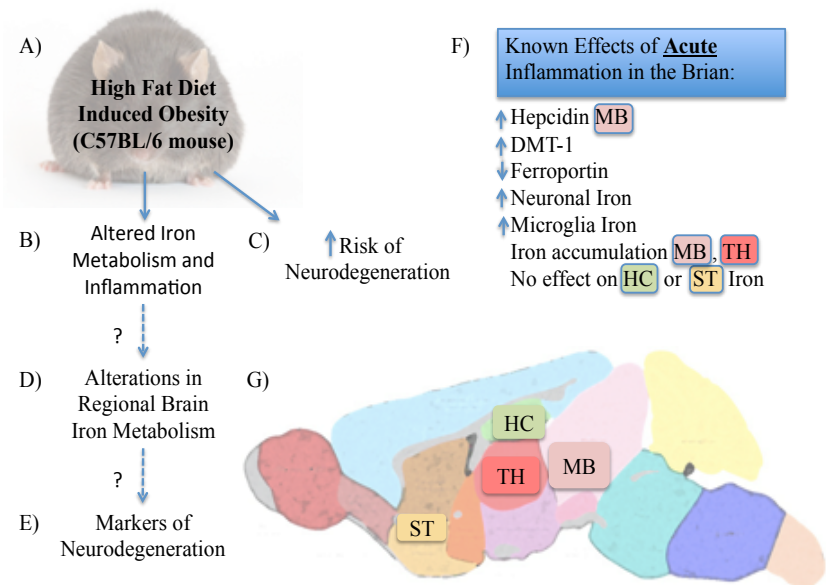 A)
High Fat Diet
Induced Obesity
(C57BL/6 mouse)
B)
Altered Iron
Metabolism and
Inflammation
C)
Risk of
Neurodegeneration
?
D)
Alterations in
Regional Brain
Iron Metabolism
?
E)
Markers of
Neurodegeneration
F)
Known Effects of Acute
Inflammation in the Brian:
Hepcidin MB
DMT-1
Ferroportin
Neuronal Iron
Microglia Iron
Iron accumulation MB, TH
No effect on HC or ST Iron
G)
HC
TH
MB
ST